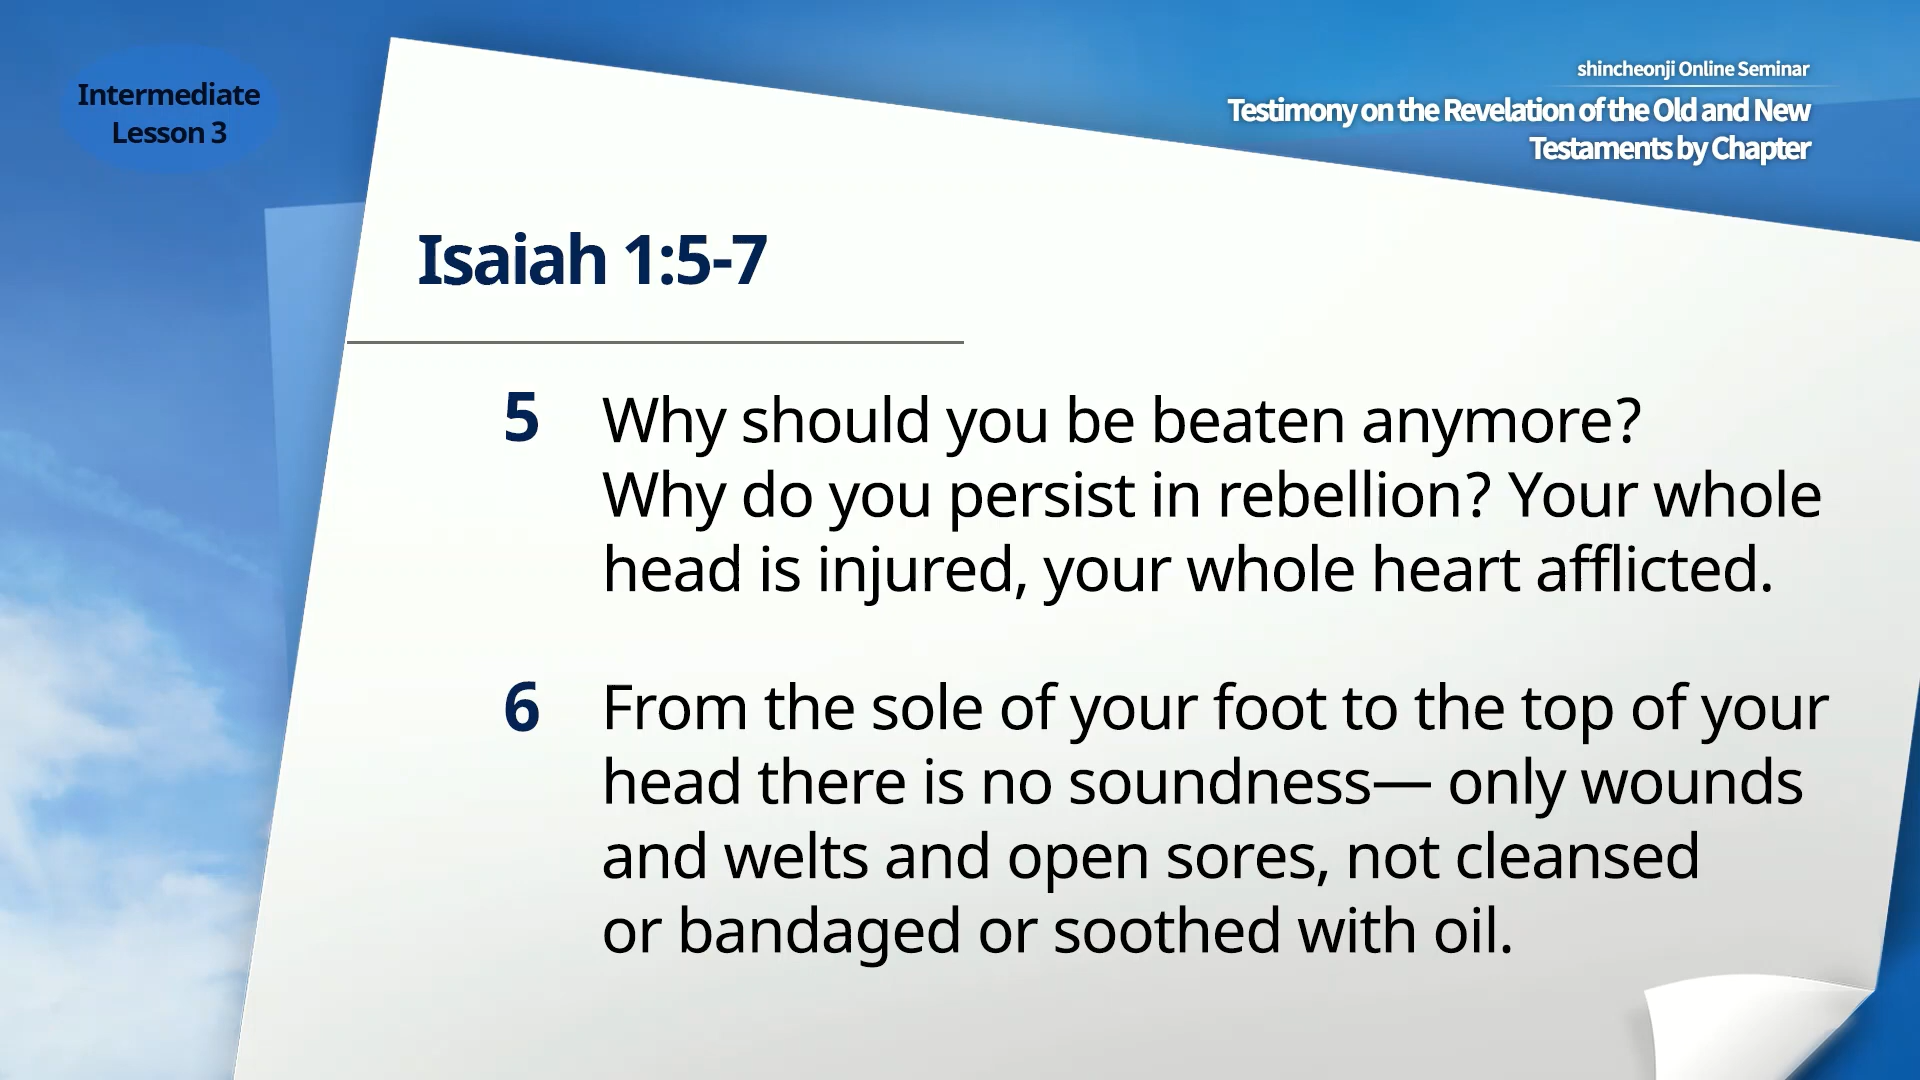 Intermediate
Lesson 3
shincheonji Online Seminar
Testimony on the Revelation of the Old and New
Testaments by Chapter
Isaiah 1:5-7
5 Why should you be beaten anymore?
Why do you persist in rebellion? Your whole
head is injured, your whole heart afflicted.
6 From the sole of your foot to the top of your
head there is no soundness— only wounds
and welts and open sores, not cleansed
or bandaged or soothed with oil.